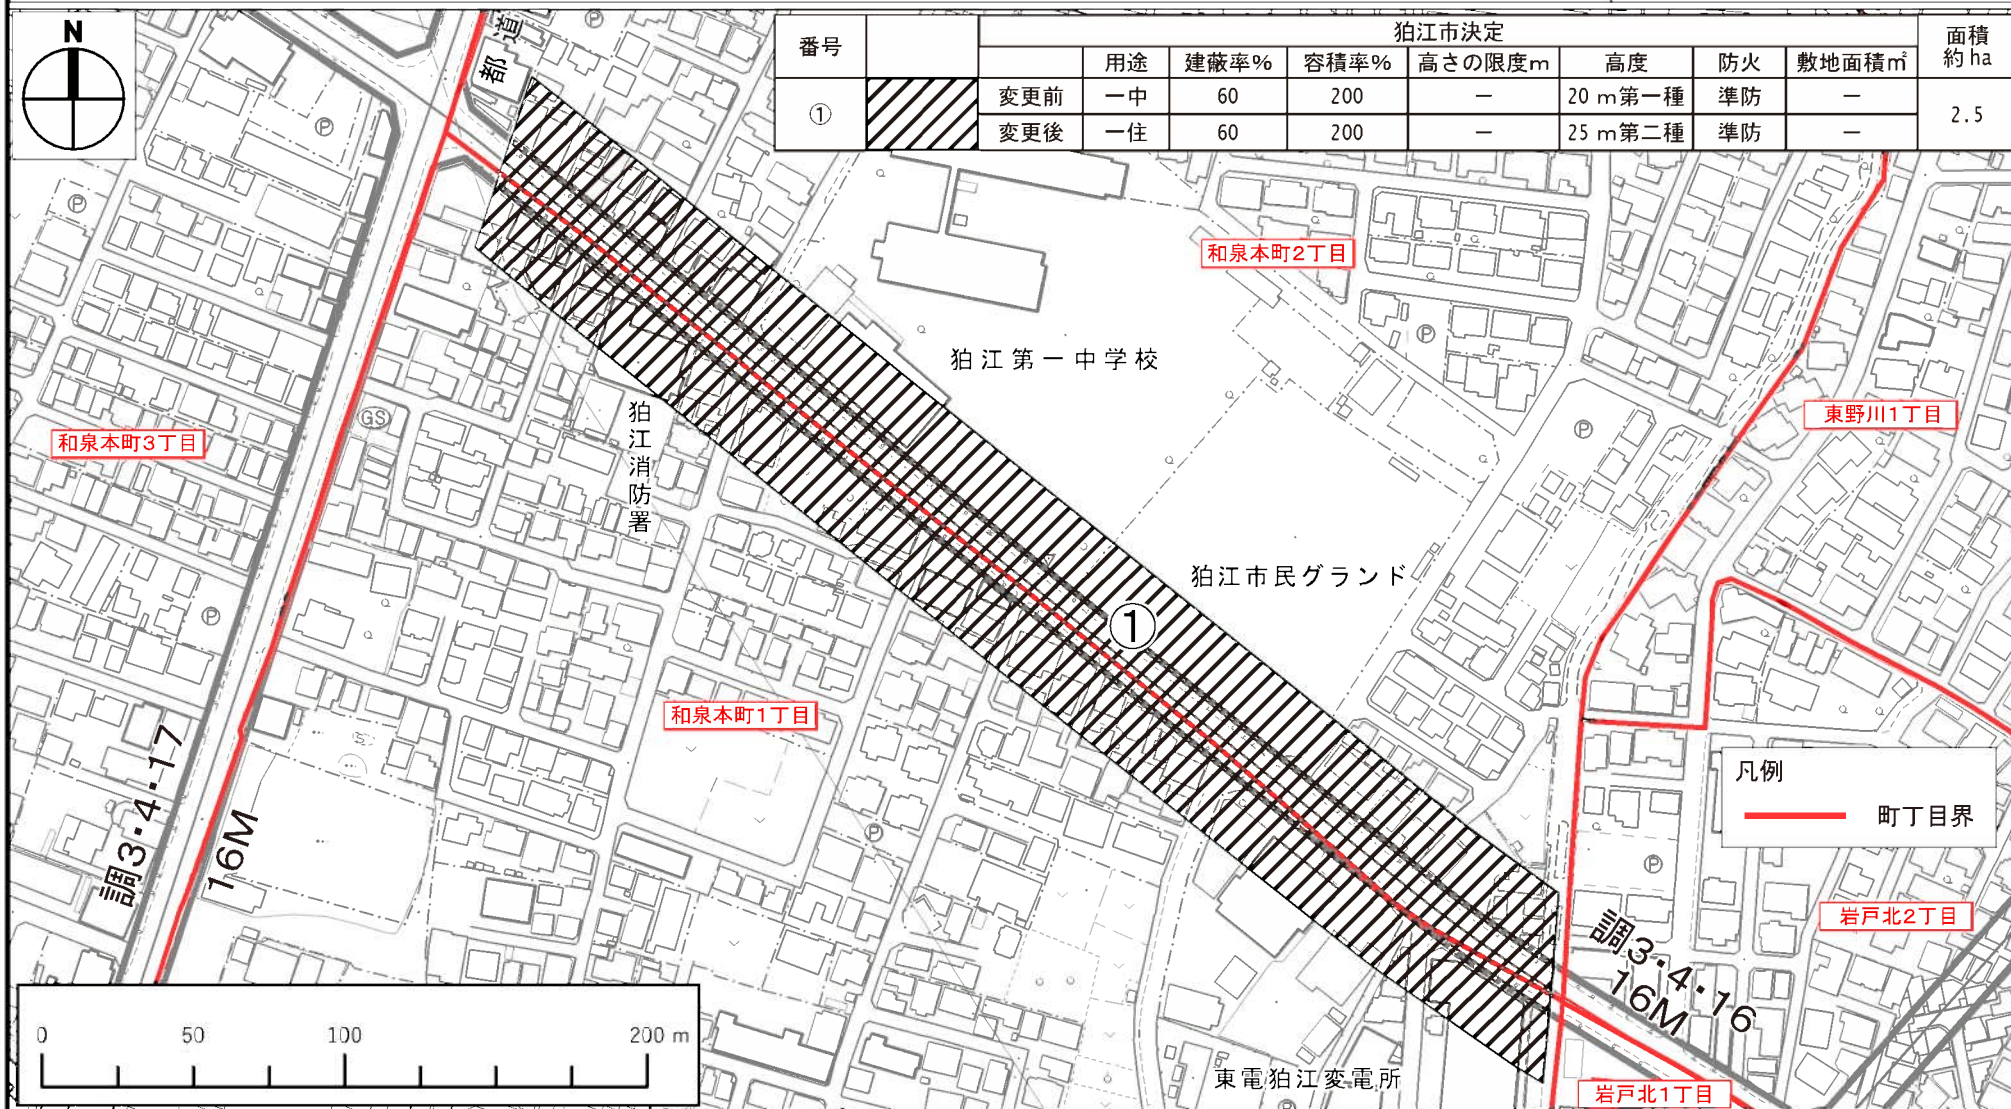 N
番号
狛江市決定
面積
約ha
用途 建蔽率% 容積率% 高さの限度m 高度 防火 敷地面積㎡
① 変更前 一中 60 200 — 20 m第一種 準防 — 2.5
変更後 一住 60 200 — 25 m第二種 準防 —
都道
和泉本町2丁目
狛江第一中学校
和泉本町3丁目
GS
狛江消防署
東野川1丁目
狛江市民グランド
①
和泉本町1丁目
調3・4・17
16M
凡例
町丁目界
岩戸北2丁目
調3・4・16
16M
東電狛江変電所
岩戸北1丁目
0 50 100 200 m
P
P
P
P
P
P
P
P